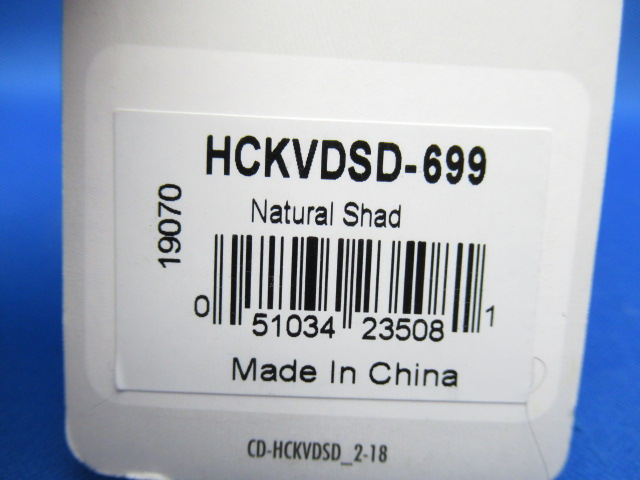 HCKVDSD-699
Natural Shad
19070
0 51034 23508 1
Made In China
CD-HCKVDSD_2-18